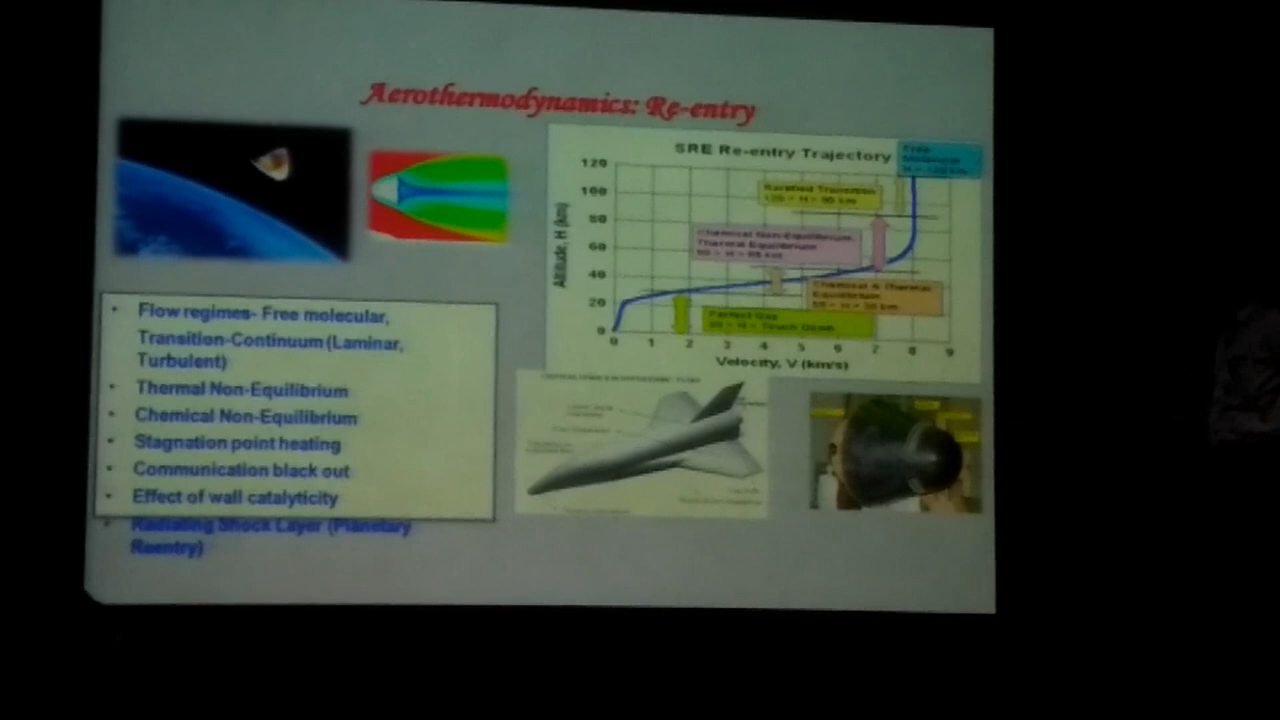 Aerothermodynamics: Re-entry
SRE Re-entry Trajectory
Free
120
100
80
60
40
20
0
Altitude, H (km)
Rarefied Transition
Chemical Non-Equilibrium,
Thermal Equilibrium
Chemical & Thermal
Equilibrium
Perfect Gas
Touch Down
0 1 2 3 4 5 6 7 8 9
Velocity, V (km/s)
• Flow regimes- Free molecular,
Transition-Continuum (Laminar,
Turbulent)
• Thermal Non-Equilibrium
• Chemical Non-Equilibrium
• Stagnation point heating
• Communication black out
• Effect of wall catalyticity
• Radiating Shock Layer (Planetary
Reentry)